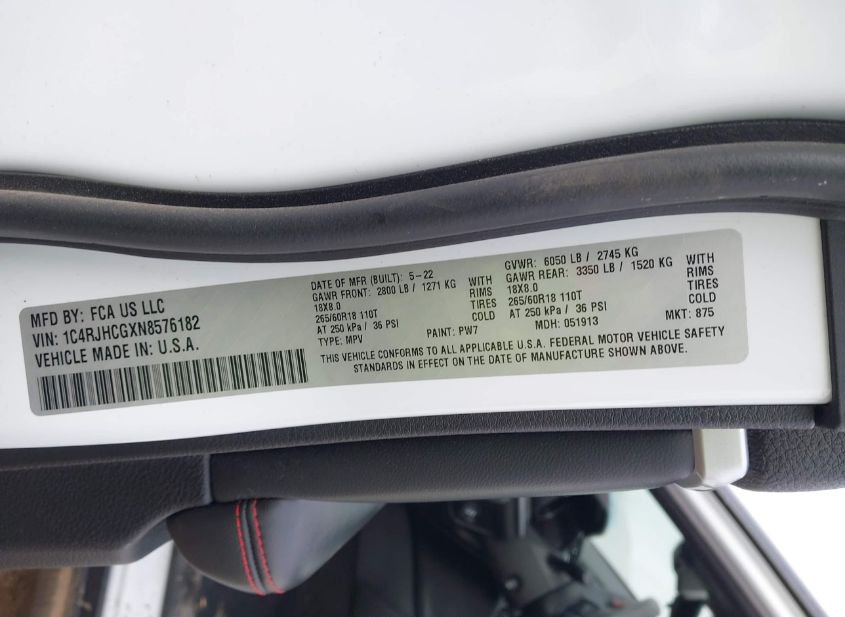 MFD BY: FCA US LLC
VIN: 1C4RJHCGXN8576182
VEHICLE MADE IN: U.S.A.
DATE OF MFR (BUILT): 5-22
GAWR FRONT: 2800 LB / 1271 KG WITH
18X8.0 RIMS
265/60R18 110T TIRES
AT 250 kPa / 36 PSI COLD
TYPE: MPV PAINT: PW7
GVWR: 6050 LB / 2745 KG
GAWR REAR: 3350 LB / 1520 KG WITH
18X8.0 RIMS
265/60R18 110T TIRES
AT 250 kPa / 36 PSI COLD
MDH: 051913 MKT: 875
THIS VEHICLE CONFORMS TO ALL APPLICABLE U.S.A. FEDERAL MOTOR VEHICLE SAFETY
STANDARDS IN EFFECT ON THE DATE OF MANUFACTURE SHOWN ABOVE.